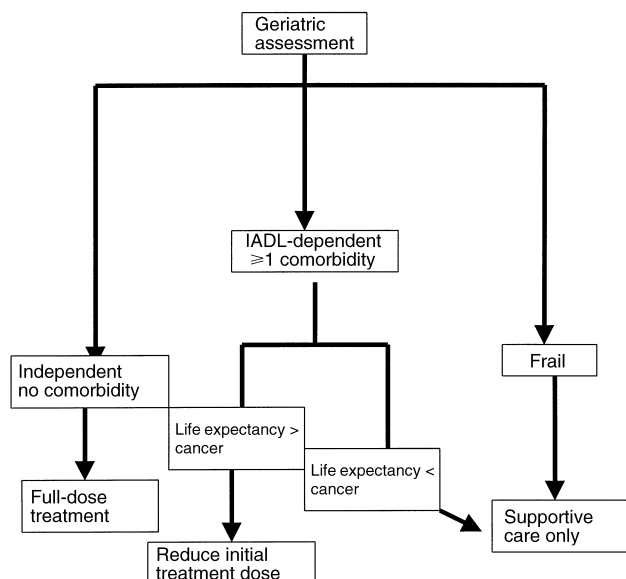 Geriatric
assessment
IADL-dependent
⩾1 comorbidity
Independent
no comorbidity
Frail
Life expectancy >
cancer
Life expectancy <
cancer
Full-dose
treatment
Supportive
care only
Reduce initial
treatment dose